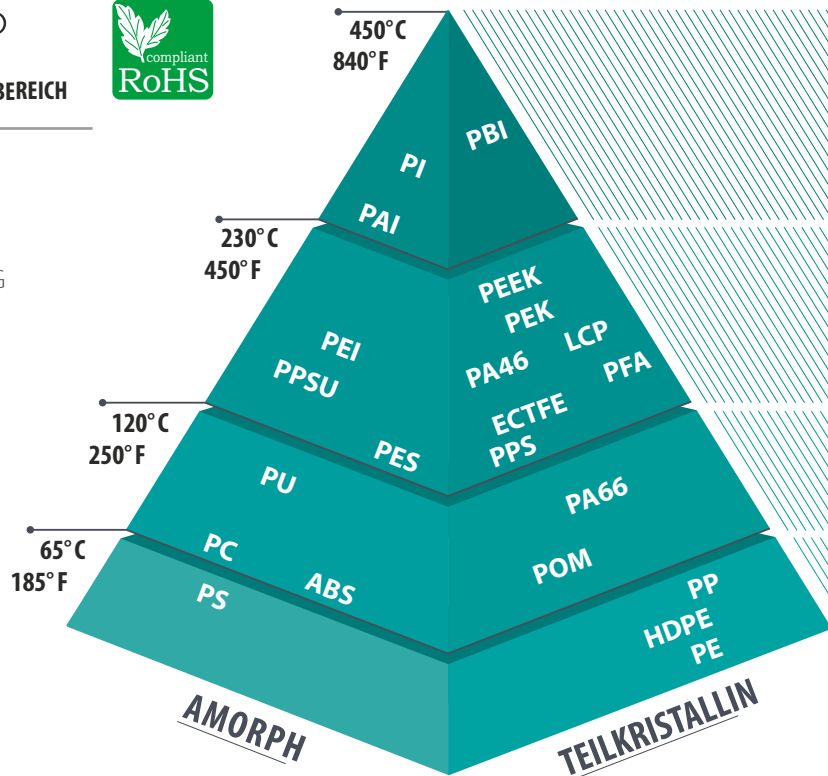 compliant
RoHS
BEREICH
G
450°C
840°F
230°C
450°F
120°C
250°F
65°C
185°F
PI
PAI
PBI
PEI
PPSU
PES
PEEK
PEK
LCP
PA46
PFA
ECTFE
PPS
PU
PC
ABS
PA66
POM
PS
PP
HDPE
PE
AMORPH
TEILKRISTALLIN